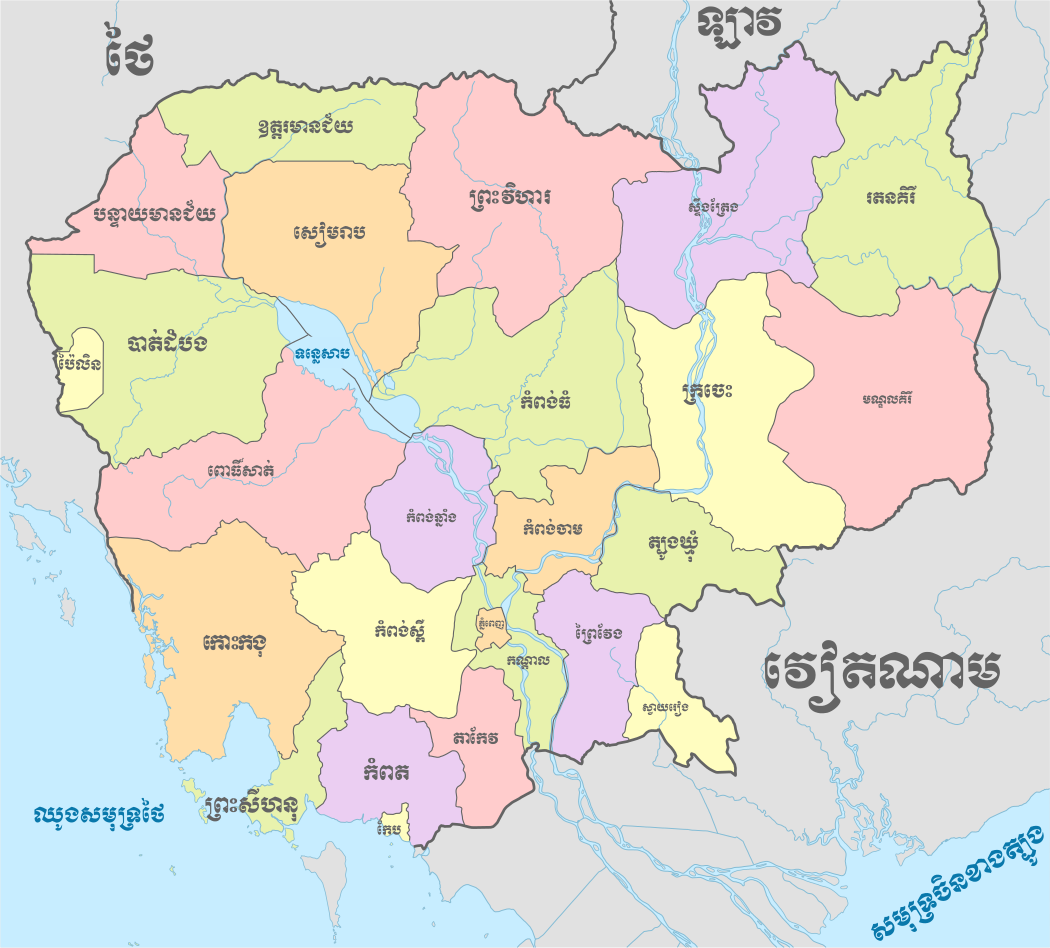 ថៃ
ឡាវ
ឧត្តរមានជ័យ
ព្រះវិហារ
រតនគិរី
ស្ទឹងត្រែង
បន្ទាយមានជ័យ
សៀមរាប
បាត់ដំបង
ទន្លេសាប
ប៉ៃលិន
ក្រចេះ
កំពង់ធំ
មណ្ឌលគិរី
ពោធិ៍សាត់
កំពង់ឆ្នាំង
កំពង់ចាម
ត្បូងឃ្មុំ
ភ្នំពេញ
កំពង់ស្ពឺ
ព្រៃវែង
កោះកុង
កណ្ដាល
វៀតណាម
ស្វាយរៀង
តាកែវ
កំពត
ព្រះសីហនុ
ឈូងសមុទ្រថៃ
កែប
សមុទ្រចិនខាងត្បូង